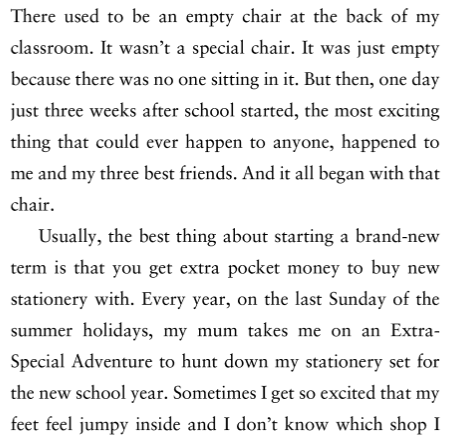 There used to be an empty chair at the back of my
classroom. It wasn’t a special chair. It was just empty
because there was no one sitting in it. But then, one day
just three weeks after school started, the most exciting
thing that could ever happen to anyone, happened to
me and my three best friends. And it all began with that
chair.
Usually, the best thing about starting a brand-new
term is that you get extra pocket money to buy new
stationery with. Every year, on the last Sunday of the
summer holidays, my mum takes me on an Extra-
Special Adventure to hunt down my stationery set for
the new school year. Sometimes I get so excited that my
feet feel jumpy inside and I don’t know which shop I